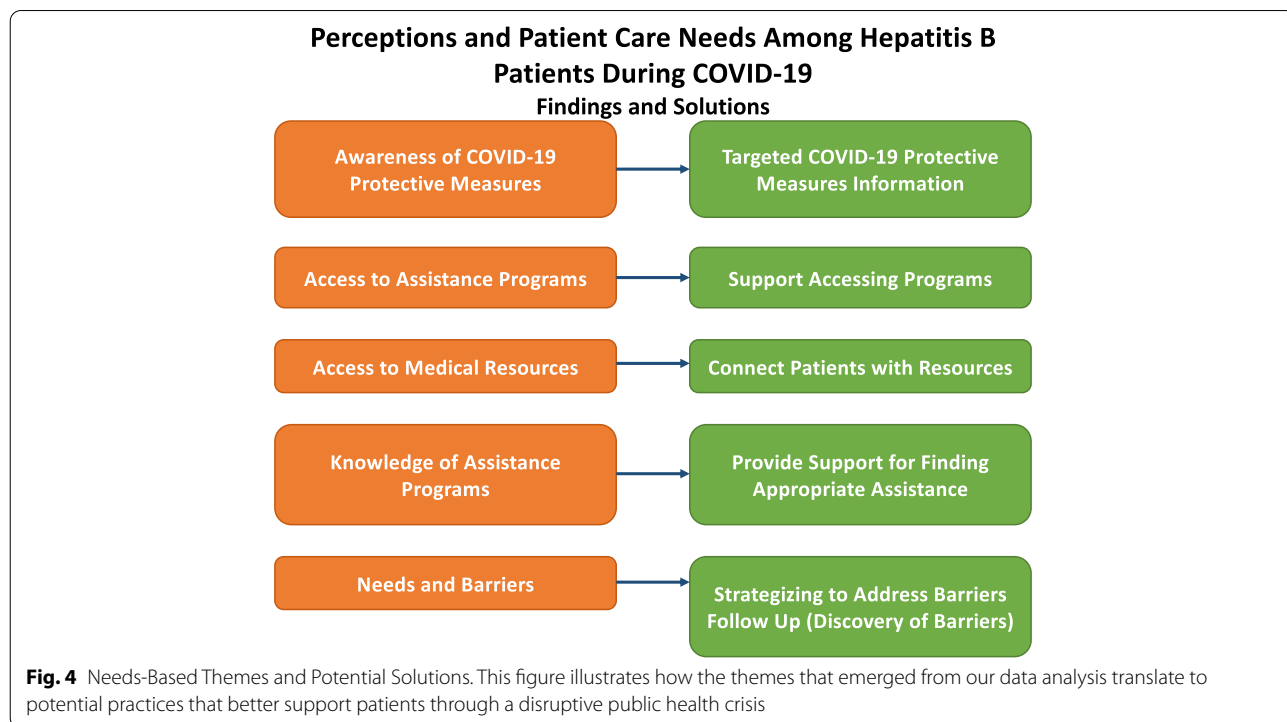 Perceptions and Patient Care Needs Among Hepatitis B
Patients During COVID-19
Findings and Solutions
Awareness of COVID-19
Protective Measures
Targeted COVID-19 Protective
Measures Information
Access to Assistance Programs
Support Accessing Programs
Access to Medical Resources
Connect Patients with Resources
Knowledge of Assistance
Programs
Provide Support for Finding
Appropriate Assistance
Needs and Barriers
Strategizing to Address Barriers
Follow Up (Discovery of Barriers)
Fig. 4 Needs-Based Themes and Potential Solutions. This figure illustrates how the themes that emerged from our data analysis translate to
potential practices that better support patients through a disruptive public health crisis